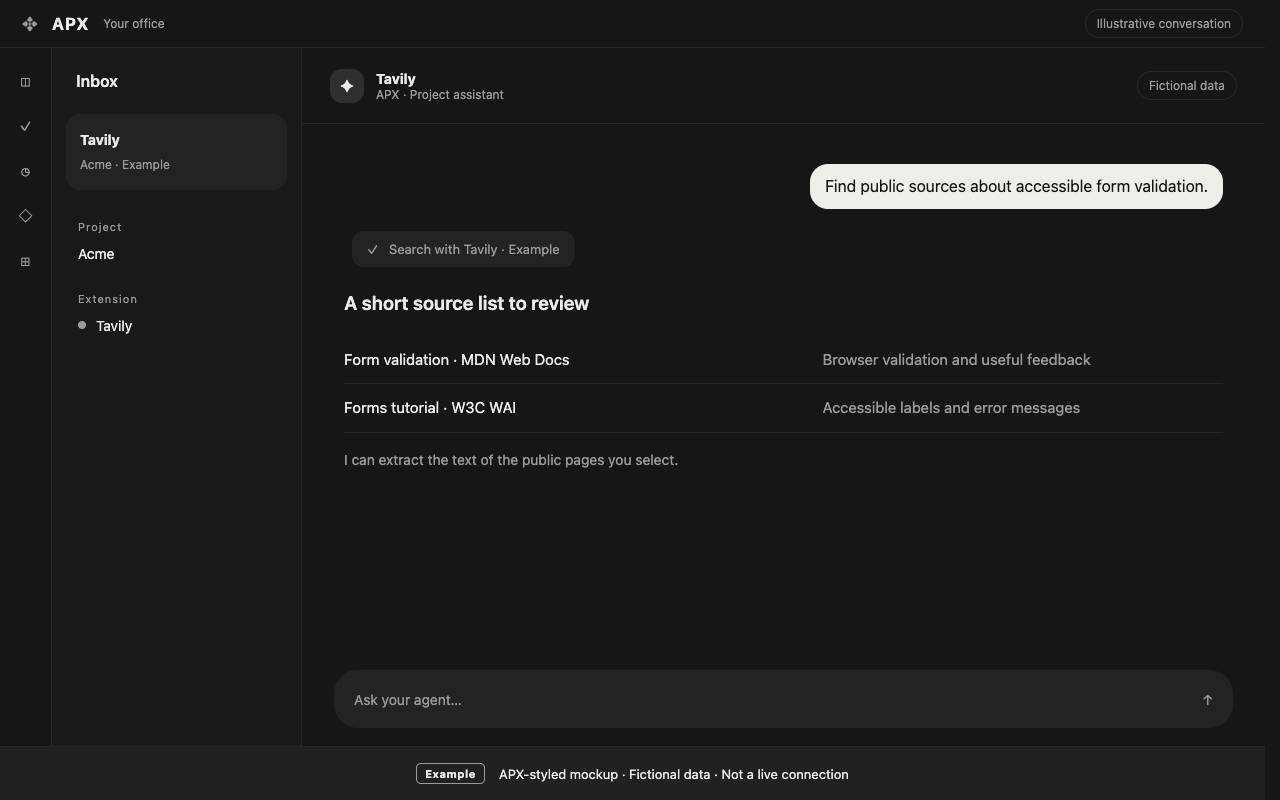 APX Your office
Illustrative conversation
Inbox
Tavily
Acme · Example
Project
Acme
Extension
Tavily
Tavily
APX · Project assistant
Fictional data
Find public sources about accessible form validation.
Search with Tavily · Example
A short source list to review
Form validation · MDN Web Docs Browser validation and useful feedback
Forms tutorial · W3C WAI Accessible labels and error messages
I can extract the text of the public pages you select.
Ask your agent...
Example APX-styled mockup · Fictional data · Not a live connection